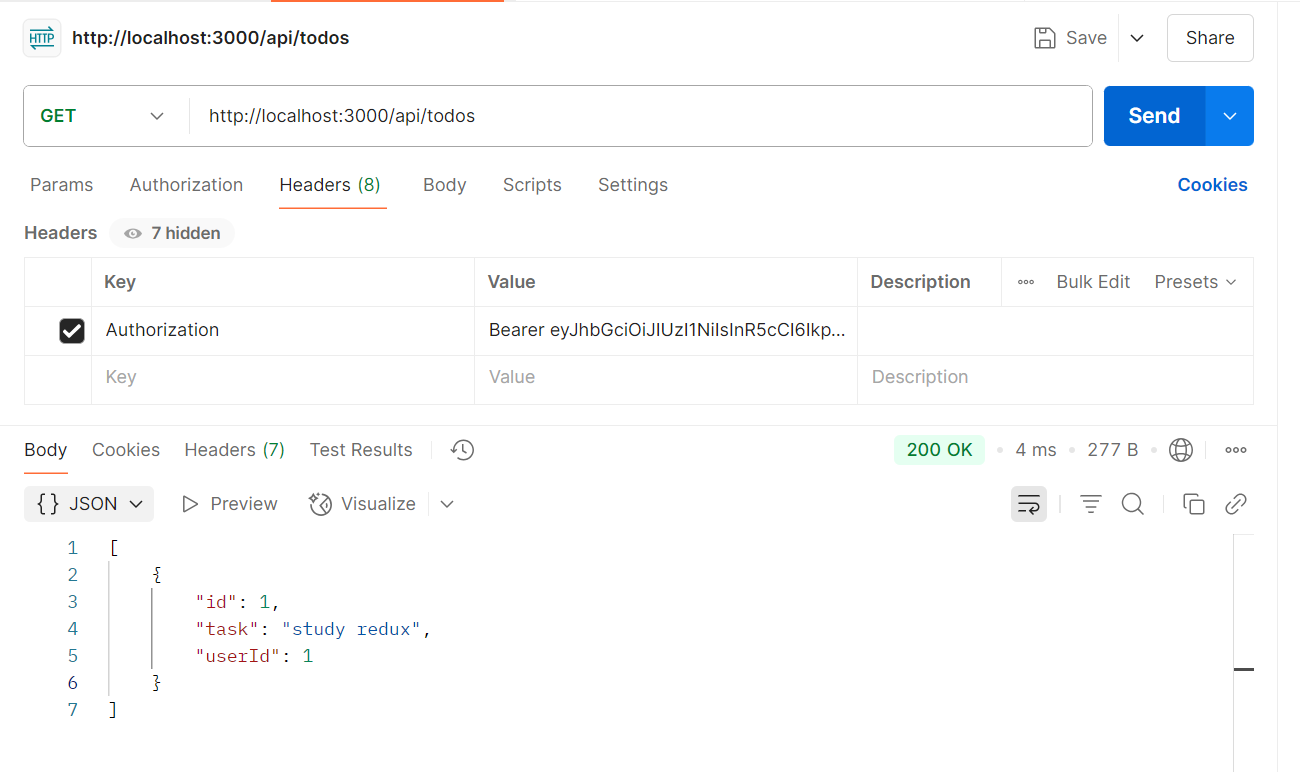 HTTP http://localhost:3000/api/todos Save Share
GET http://localhost:3000/api/todos Send
Params Authorization Headers (8) Body Scripts Settings Cookies
Headers 7 hidden
Key Value Description Bulk Edit Presets
Authorization Bearer eyJhbGciOiJIUzI1NiIsInR5cCI6Ikp...
Key Value Description
Body Cookies Headers (7) Test Results 200 OK 4 ms 277 B
{} JSON Preview Visualize
1 [
2 {
3 "id": 1,
4 "task": "study redux",
5 "userId": 1
6 }
7 ]